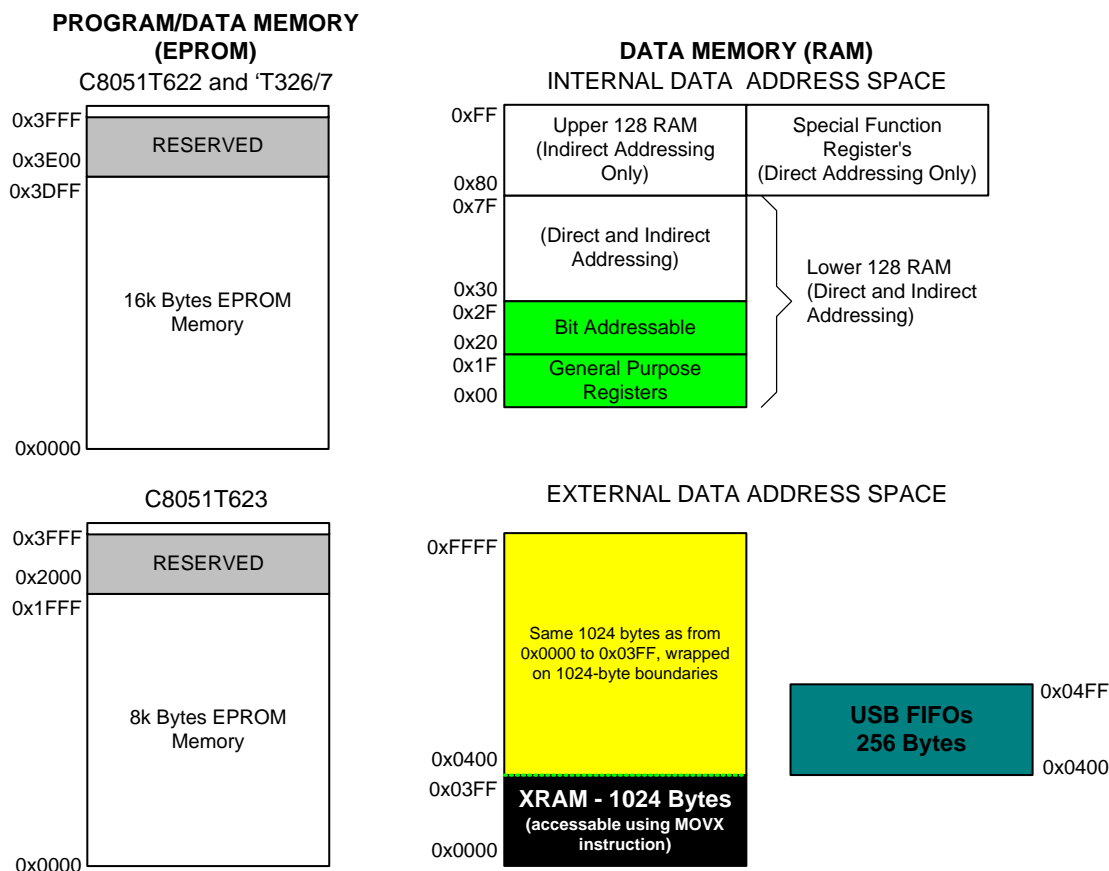 PROGRAM/DATA MEMORY
(EPROM)
C8051T622 and ‘T326/7
0x3FFF
RESERVED
0x3E00
0x3DFF
16k Bytes EPROM
Memory
0x0000
C8051T623
0x3FFF
RESERVED
0x2000
0x1FFF
8k Bytes EPROM
Memory
0x0000
DATA MEMORY (RAM)
INTERNAL DATA ADDRESS SPACE
0xFF
Upper 128 RAM
(Indirect Addressing
Only)
0x80
Special Function
Register's
(Direct Addressing Only)
0x7F
(Direct and Indirect
Addressing)
0x30
Lower 128 RAM
(Direct and Indirect
Addressing)
0x2F
Bit Addressable
0x20
0x1F
General Purpose
Registers
0x00
EXTERNAL DATA ADDRESS SPACE
0xFFFF
Same 1024 bytes as from
0x0000 to 0x03FF, wrapped
on 1024-byte boundaries
0x0400
0x03FF
XRAM - 1024 Bytes
(accessable using MOVX
instruction)
0x0000
0x04FF
USB FIFOs
256 Bytes
0x0400